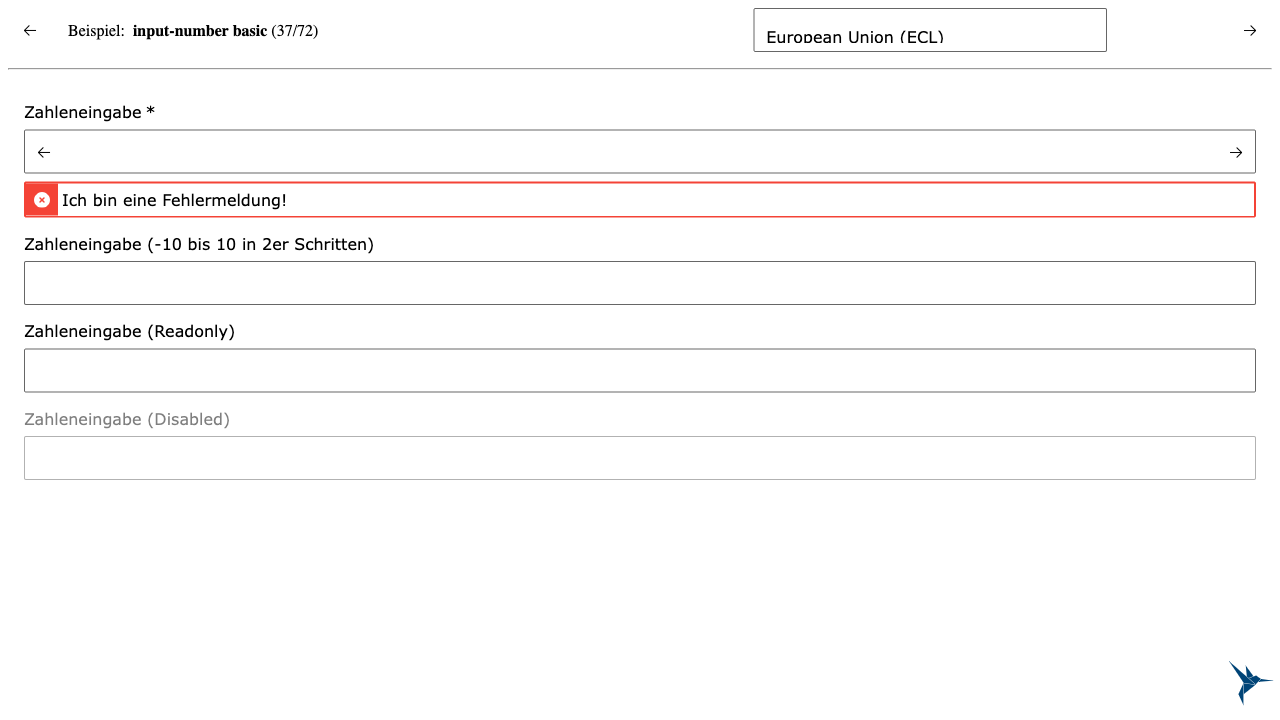 Beispiel: input-number basic (37/72)
European Union (ECL)
Zahleneingabe *
Ich bin eine Fehlermeldung!
Zahleneingabe (-10 bis 10 in 2er Schritten)
Zahleneingabe (Readonly)
Zahleneingabe (Disabled)